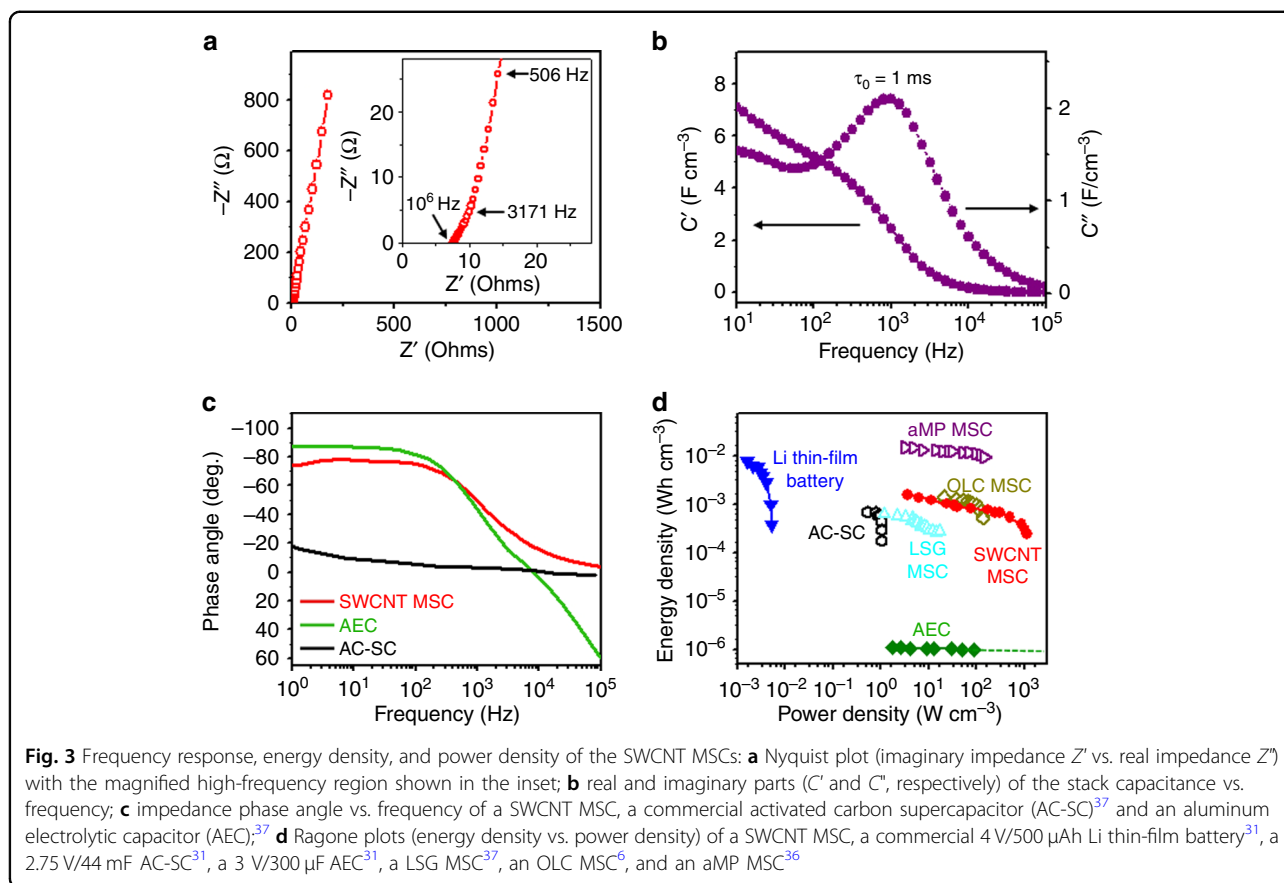 a
−Z″ (Ω)
800
600
400
200
0
0
500
1000
1500
Z′ (Ohms)
−Z″ (Ω)
20
10
0
0
10
20
Z′ (Ohms)
506 Hz
10⁶ Hz
3171 Hz
b
τ₀ = 1 ms
C′ (F cm⁻³)
8
6
4
2
0
2
1
0
C″ (F/cm⁻³)
10¹ 10² 10³ 10⁴ 10⁵
Frequency (Hz)
c
Phase angle (deg.)
−100
−80
−60
−40
−20
0
20
40
60
SWCNT MSC
AEC
AC-SC
10⁰ 10¹ 10² 10³ 10⁴ 10⁵
Frequency (Hz)
d
Energy density (Wh cm⁻³)
10⁻²
10⁻³
10⁻⁴
10⁻⁵
10⁻⁶
aMP MSC
Li thin-film
battery
OLC MSC
AC-SC
LSG
MSC
SWCNT
MSC
AEC
10⁻³ 10⁻² 10⁻¹ 10⁰ 10¹ 10² 10³
Power density (W cm⁻³)
Fig. 3 Frequency response, energy density, and power density of the SWCNT MSCs: a Nyquist plot (imaginary impedance Z′ vs. real impedance Z″)
with the magnified high-frequency region shown in the inset; b real and imaginary parts (C′ and C″, respectively) of the stack capacitance vs.
frequency; c impedance phase angle vs. frequency of a SWCNT MSC, a commercial activated carbon supercapacitor (AC-SC)³⁷ and an aluminum
electrolytic capacitor (AEC);³⁷ d Ragone plots (energy density vs. power density) of a SWCNT MSC, a commercial 4 V/500 μAh Li thin-film battery³¹, a
2.75 V/44 mF AC-SC³¹, a 3 V/300 μF AEC³¹, a LSG MSC³⁷, an OLC MSC⁶, and an aMP MSC³⁶